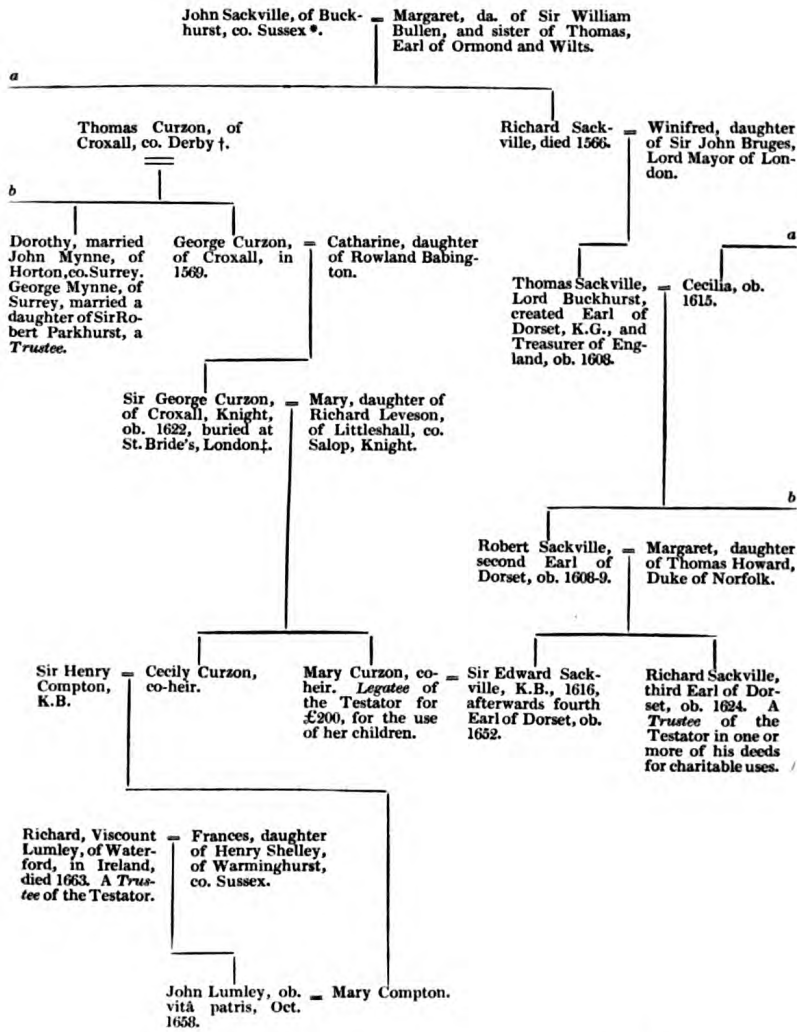 John Sackville, of Buck- = Margaret, da. of Sir William
hurst, co. Sussex *. Bullen, and sister of Thomas,
Earl of Ormond and Wilts.
a
Thomas Curzon, of
Croxall, co. Derby †.
Richard Sack- = Winifred, daughter
ville, died 1566. of Sir John Bruges,
Lord Mayor of Lon-
don.
b
a
Dorothy, married
John Mynne, of
Horton, co. Surrey.
George Mynne, of
Surrey, married a
daughter of Sir Ro-
bert Parkhurst, a
Trustee.
George Curzon, = Catharine, daughter
of Croxall, in of Rowland Babing-
1569. ton.
Thomas Sackville, = Cecilia, ob.
Lord Buckhurst, 1615.
created Earl of
Dorset, K.G., and
Treasurer of Eng-
land, ob. 1608.
Sir George Curzon, = Mary, daughter of
of Croxall, Knight, Richard Leveson,
ob. 1622, buried at of Littleshall, co.
St. Bride's, London‡. Salop, Knight.
b
Robert Sackville, = Margaret, daughter
second Earl of of Thomas Howard,
Dorset, ob. 1608-9. Duke of Norfolk.
Sir Henry = Cecily Curzon,
Compton, co-heir.
K.B.
Mary Curzon, co- = Sir Edward Sack-
heir. Legatee of ville, K.B., 1616,
the Testator for afterwards fourth
£200, for the use Earl of Dorset, ob.
of her children. 1652.
Richard Sackville,
third Earl of Dor-
set, ob. 1624. A
Trustee of the
Testator in one or
more of his deeds
for charitable uses.
Richard, Viscount = Frances, daughter
Lumley, of Water- of Henry Shelley,
ford, in Ireland, of Warminghurst,
died 1663. A Trus- co. Sussex.
tee of the Testator.
John Lumley, ob. = Mary Compton.
vitâ patris, Oct.
1658.